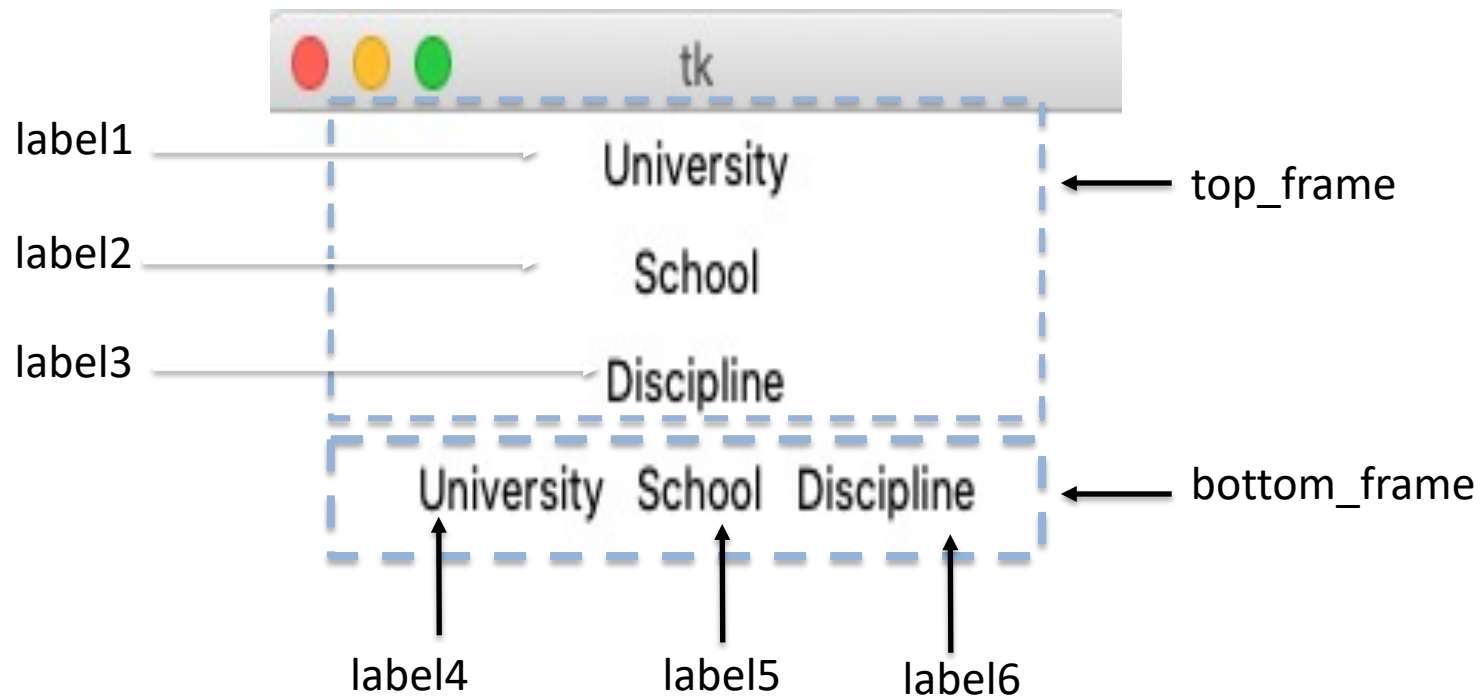 tk
label1
University
top_frame
label2
School
label3
Discipline
University School Discipline
bottom_frame
label4 label5 label6